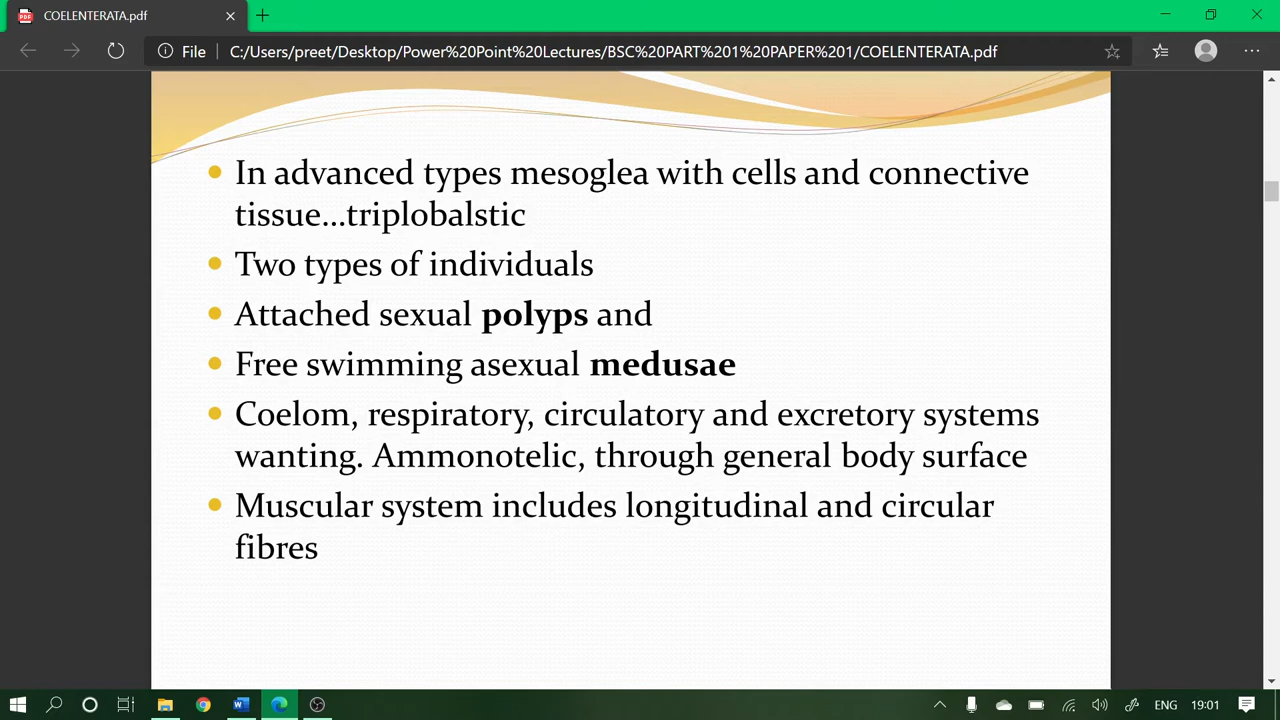 COELENTERATA.pdf
File C:/Users/preet/Desktop/Power%20Point%20Lectures/BSC%20PART%201%20PAPER%201/COELENTERATA.pdf
In advanced types mesoglea with cells and connective
tissue...triplobalstic
Two types of individuals
Attached sexual polyps and
Free swimming asexual medusae
Coelom, respiratory, circulatory and excretory systems
wanting. Ammonotelic, through general body surface
Muscular system includes longitudinal and circular
fibres
ENG 19:01